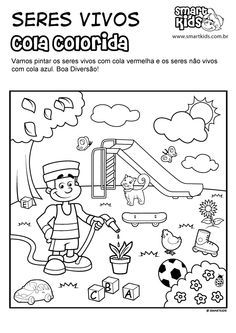 SERES VIVOS
Cola Colorida
smart
Kids
www.smartkids.com.br
Vamos pintar os seres vivos com cola vermelha e os seres não vivos
com cola azul. Boa Diversão!
A B C
© SMARTKIDS